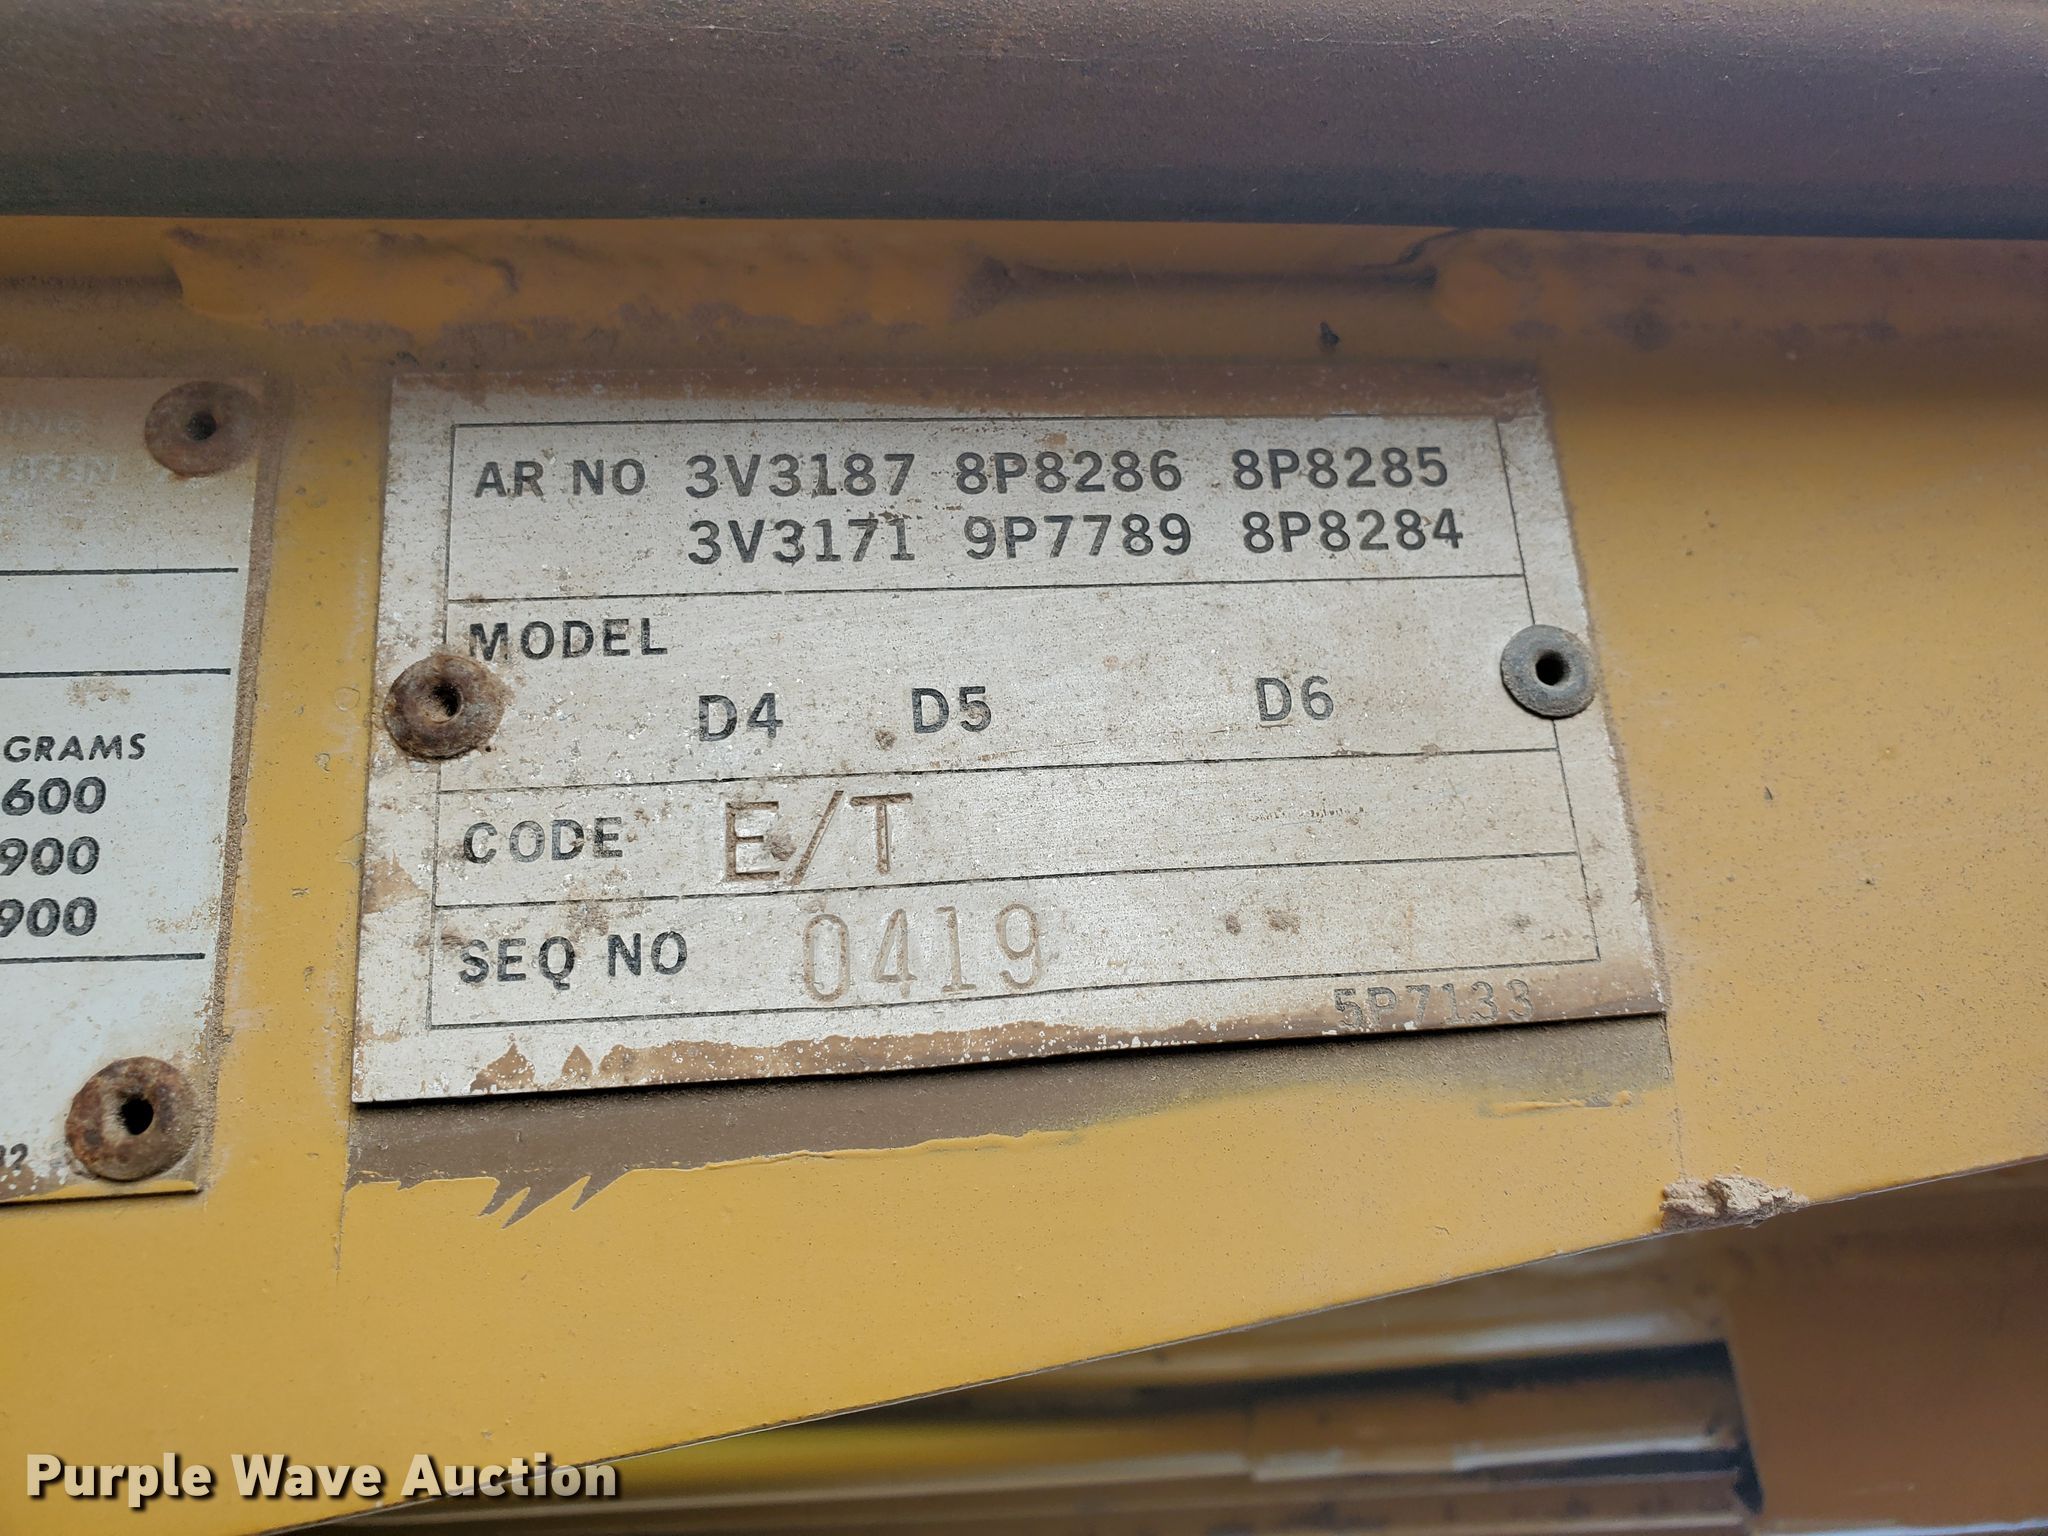 AR NO 3V3187 8P8286 8P8285
3V3171 9P7789 8P8284
MODEL
D4 D5 D6
CODE E/T
SEQ NO 0419
5P7133
GRAMS
600
900
900
Purple Wave Auction